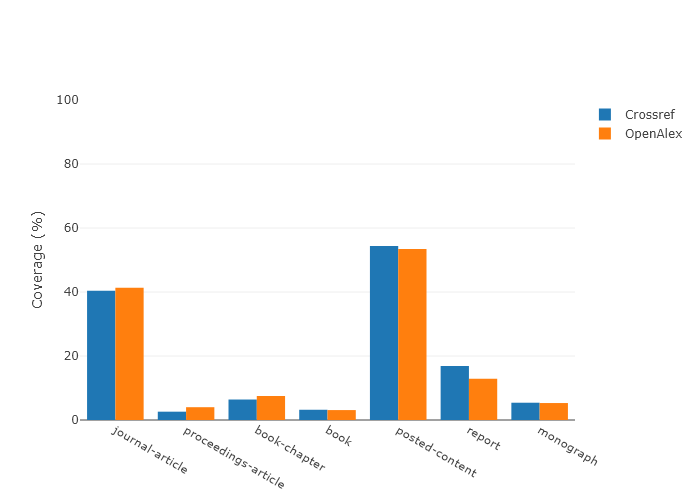 100
80
60
40
20
0
Coverage (%)
journal-article
proceedings-article
book-chapter
book
posted-content
report
monograph
Crossref
OpenAlex